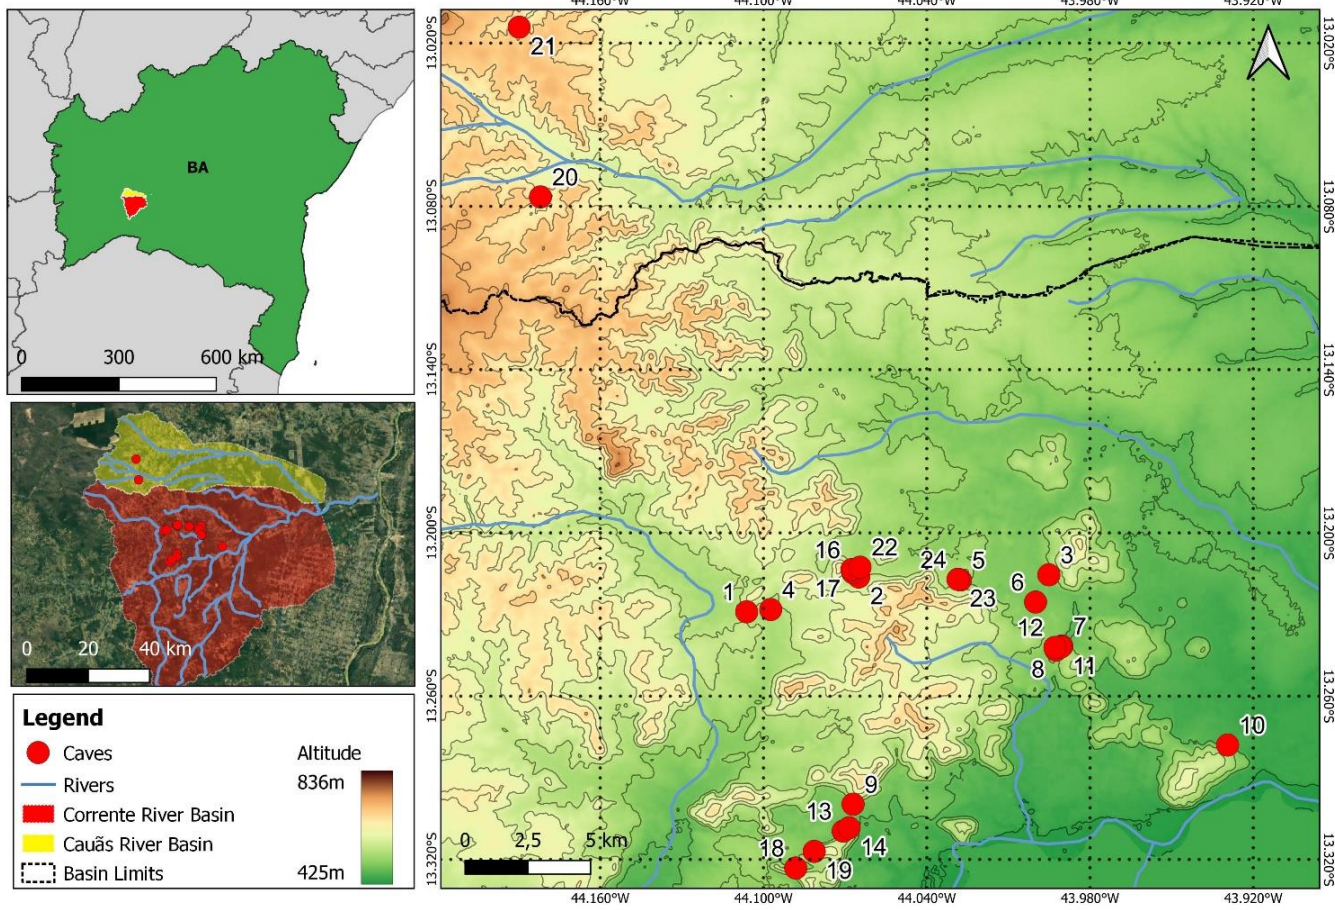 BA
0 300 600 km
0 20 40 km
Legend
Caves
Rivers
Corrente River Basin
Cauãs River Basin
Basin Limits
Altitude
836m
425m
44.160°W 44.100°W 44.040°W 43.980°W 43.920°W
13.020°S 13.020°S
13.080°S 13.080°S
13.140°S 13.140°S
13.200°S 13.200°S
13.260°S 13.260°S
13.320°S 13.320°S
21
20
16 22
24 5 3
1 4 17 2 23 6
12 7
8 11
10
9
13
14
18 19
0 2,5 5 km
44.160°W 44.100°W 44.040°W 43.980°W 43.920°W